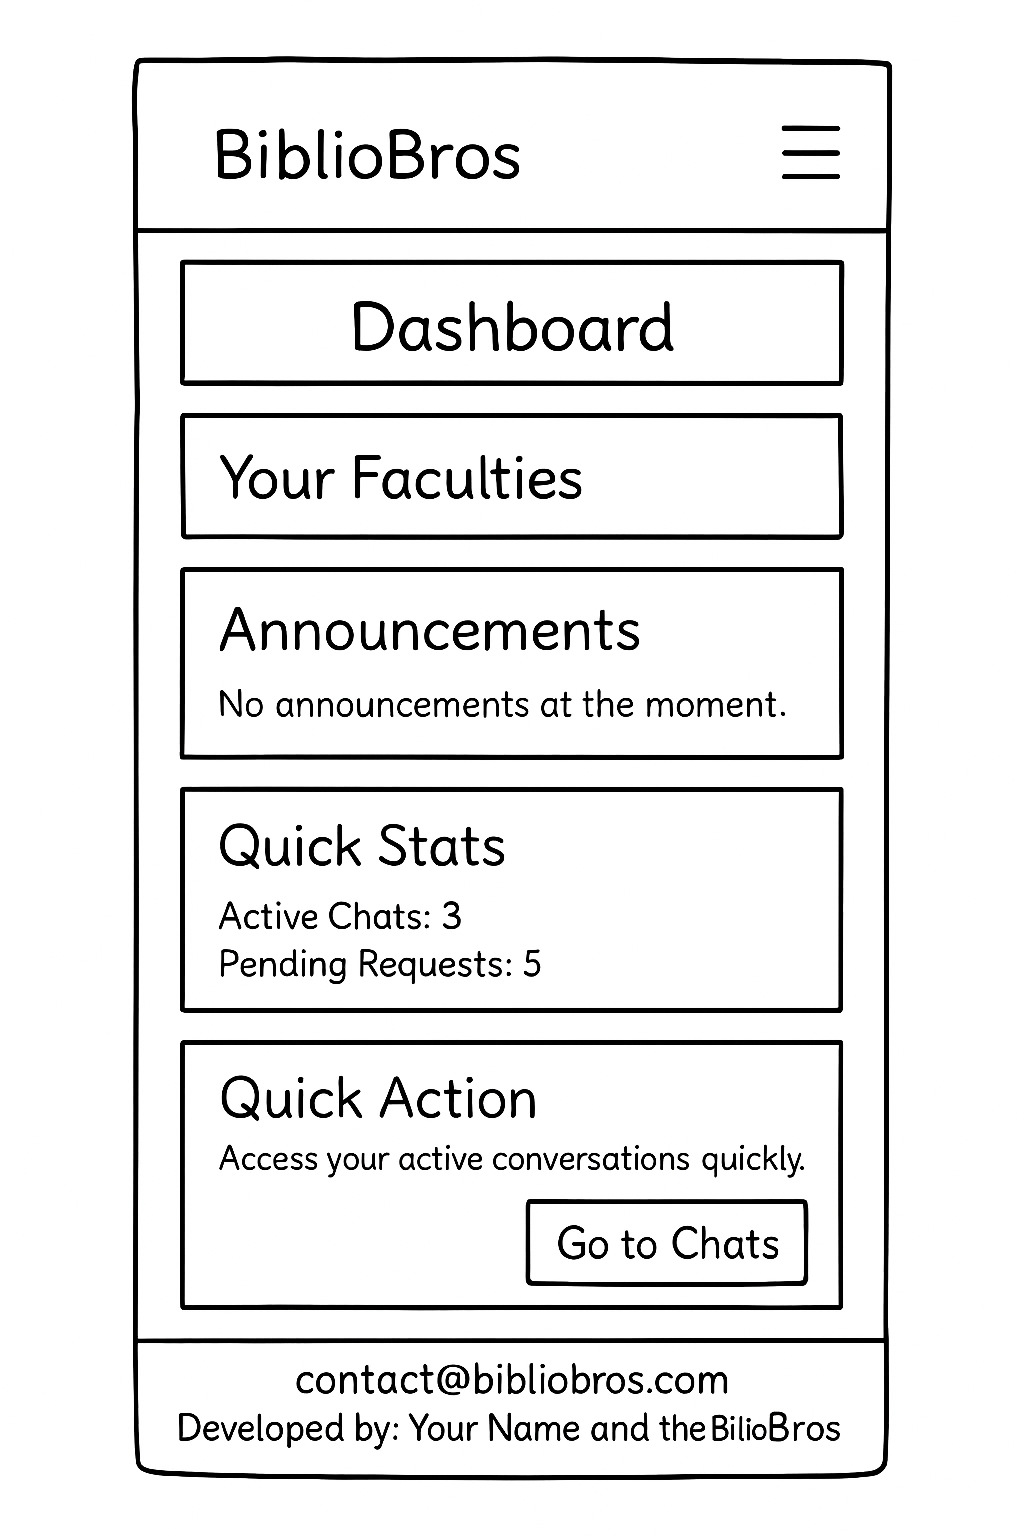 BiblioBros
Dashboard
Your Faculties
Announcements
No announcements at the moment.
Quick Stats
Active Chats: 3
Pending Requests: 5
Quick Action
Access your active conversations quickly.
Go to Chats
contact@bibliobros.com
Developed by: Your Name and the BilioBros